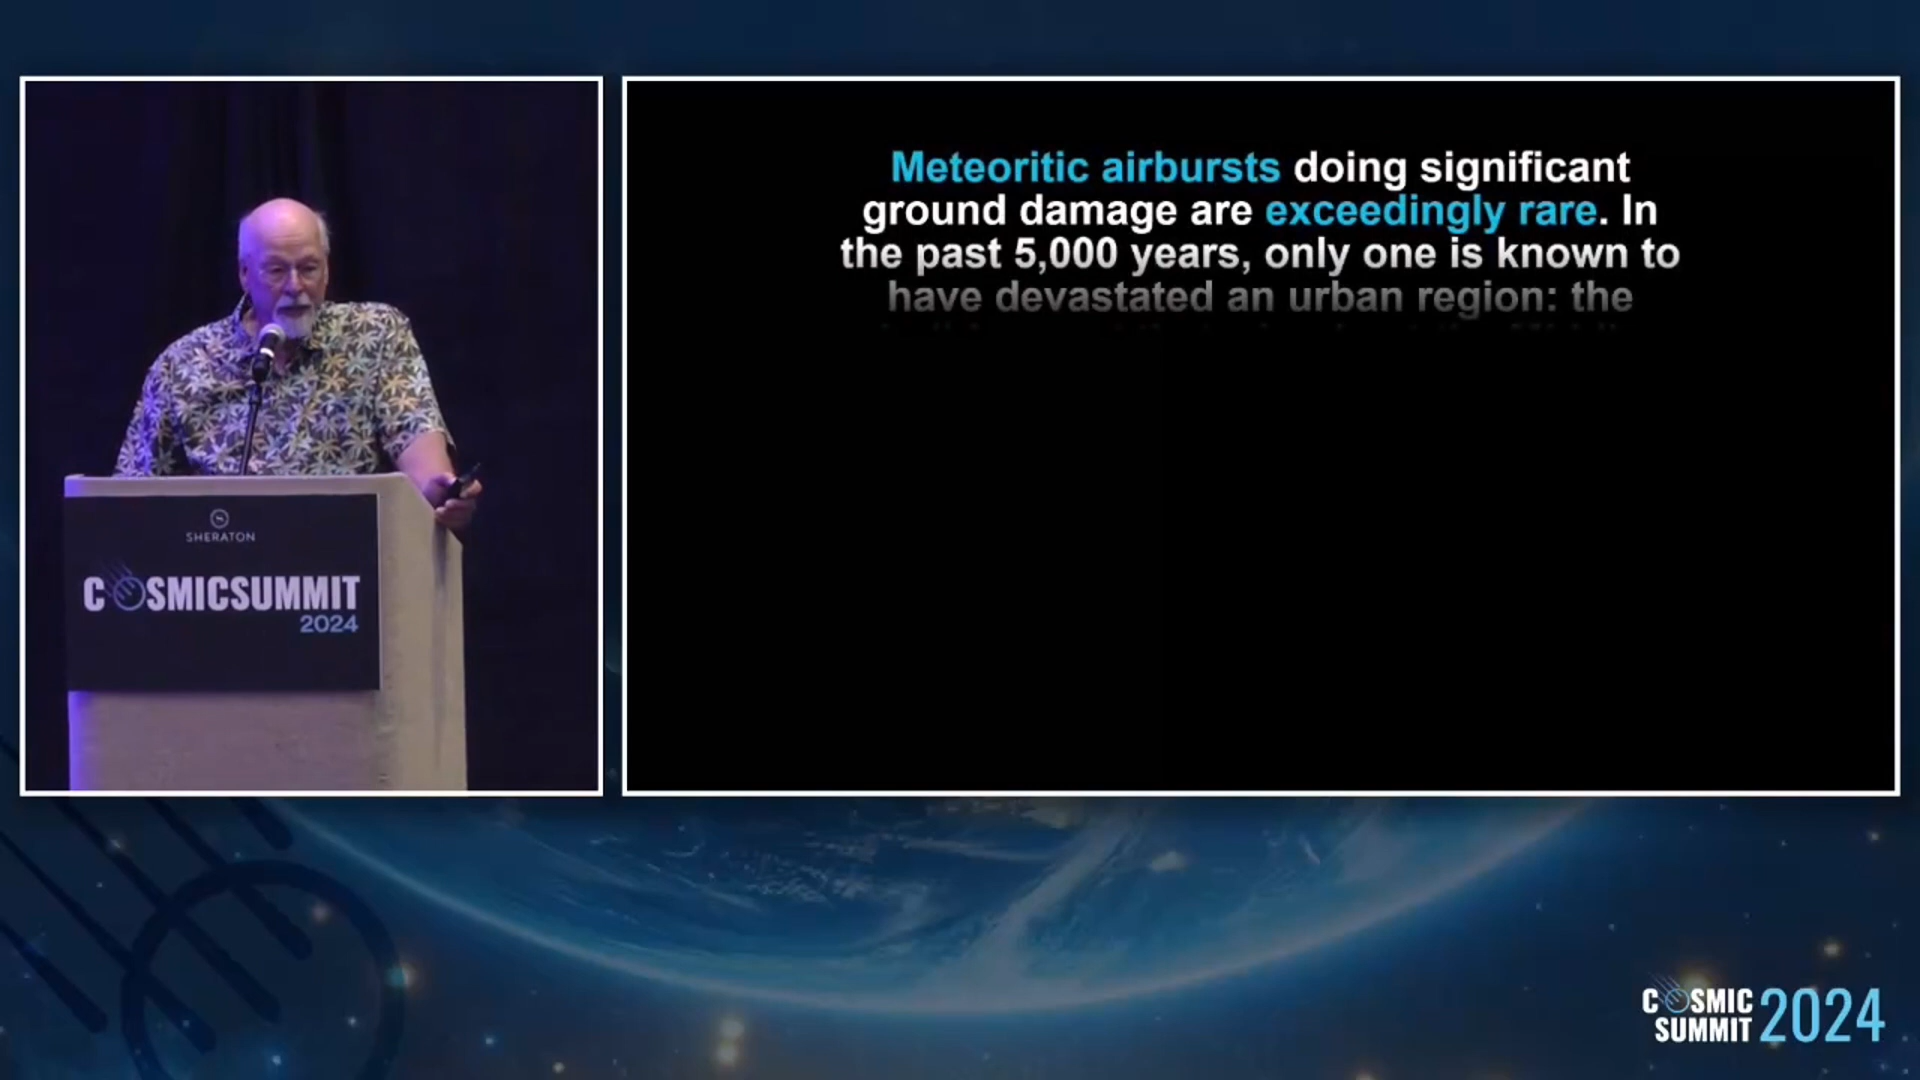 Meteoritic airbursts doing significant
ground damage are exceedingly rare. In
the past 5,000 years, only one is known to
have devastated an urban region: the
SHERATON
COSMICSUMMIT
2024
COSMIC
SUMMIT 2024